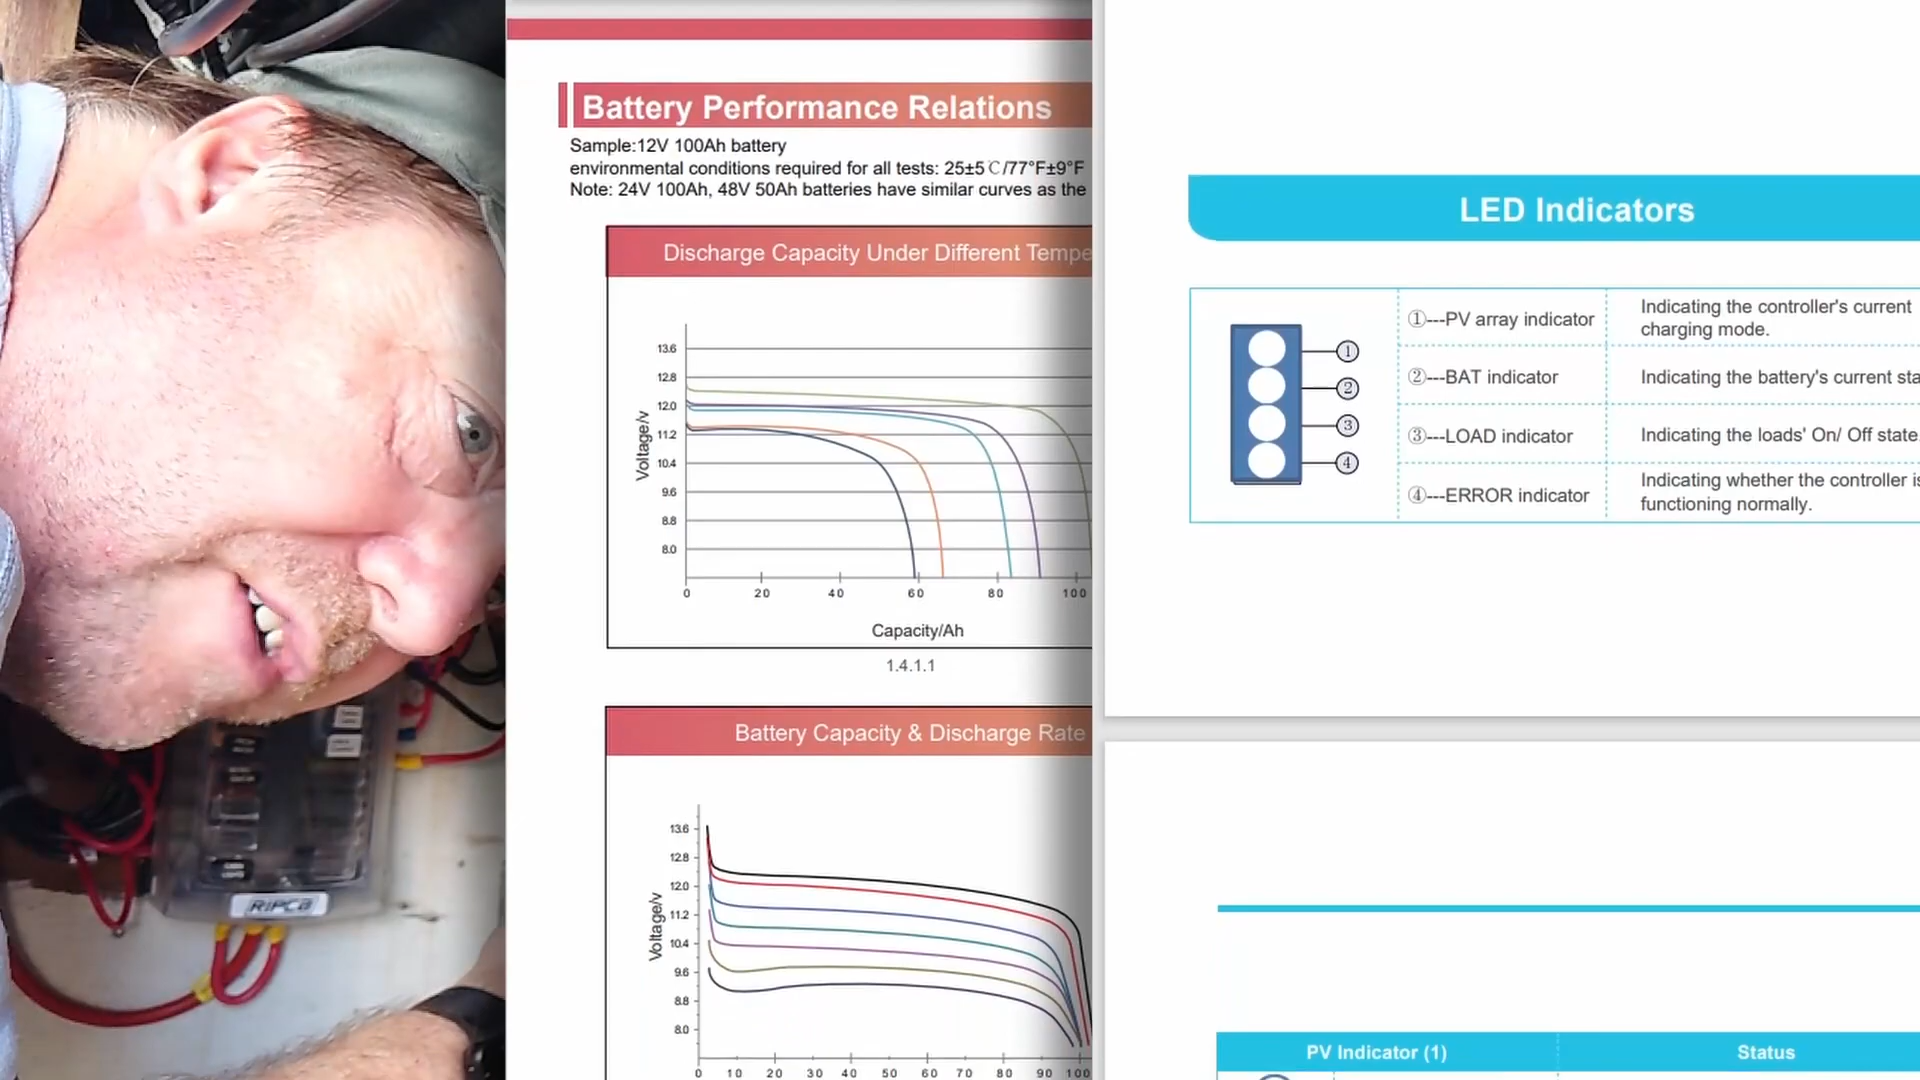 RIPCA
Battery Performance Relations
Sample:12V 100Ah battery
environmental conditions required for all tests: 25±5℃/77°F±9°F
Note: 24V 100Ah, 48V 50Ah batteries have similar curves as the
Discharge Capacity Under Different Tempe
13.6
12.8
12.0
11.2
10.4
9.6
8.8
8.0
Voltage/v
0 20 40 60 80 100
Capacity/Ah
1.4.1.1
Battery Capacity & Discharge Rate
13.6
12.8
12.0
11.2
10.4
9.6
8.8
8.0
Voltage/v
0 10 20 30 40 50 60 70 80 90 100
LED Indicators
1
2
3
4
①---PV array indicator
Indicating the controller's current
charging mode.
②---BAT indicator
Indicating the battery's current sta
③---LOAD indicator
Indicating the loads' On/ Off state.
④---ERROR indicator
Indicating whether the controller is
functioning normally.
PV Indicator (1)
Status